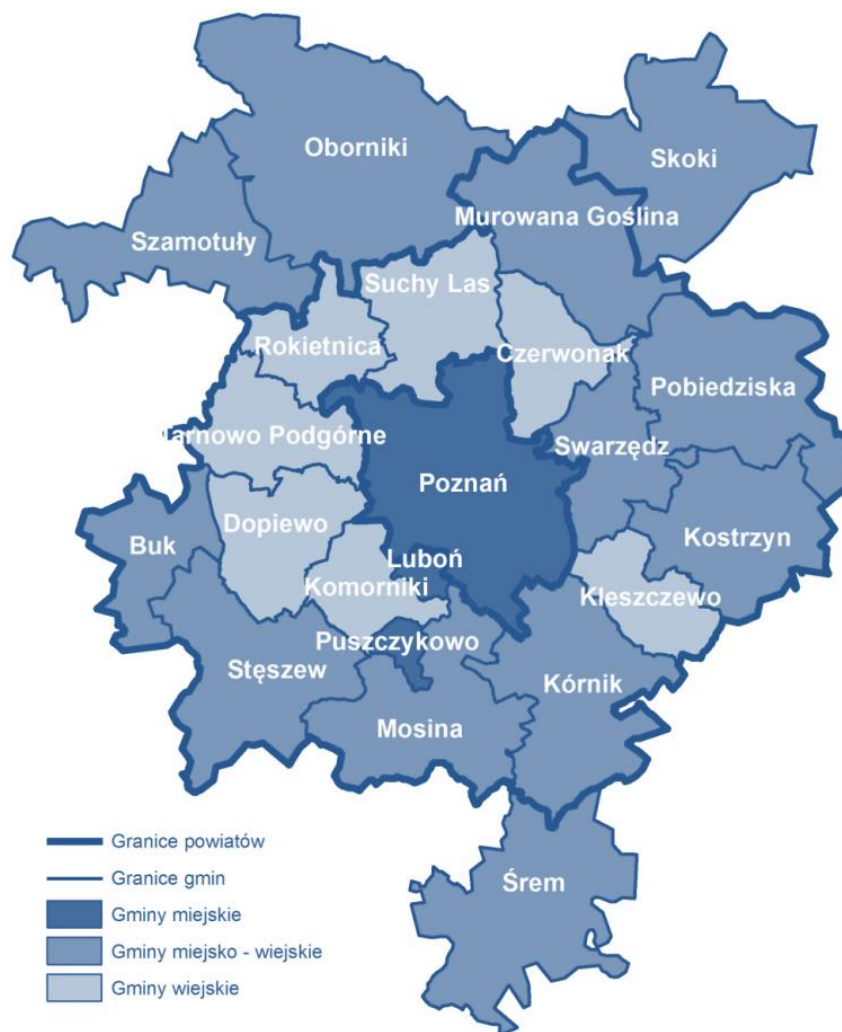 Oborniki
Skoki
Murowana Goślina
Szamotuły
Suchy Las
Rokietnica
Czerwonak
Pobiedziska
Tarnowo Podgórne
Swarzędz
Poznań
Dopiewo
Buk
Kostrzyn
Luboń
Komorniki
Kleszczewo
Puszczykowo
Stęszew
Kórnik
Mosina
Śrem
Granice powiatów
Granice gmin
Gminy miejskie
Gminy miejsko - wiejskie
Gminy wiejskie